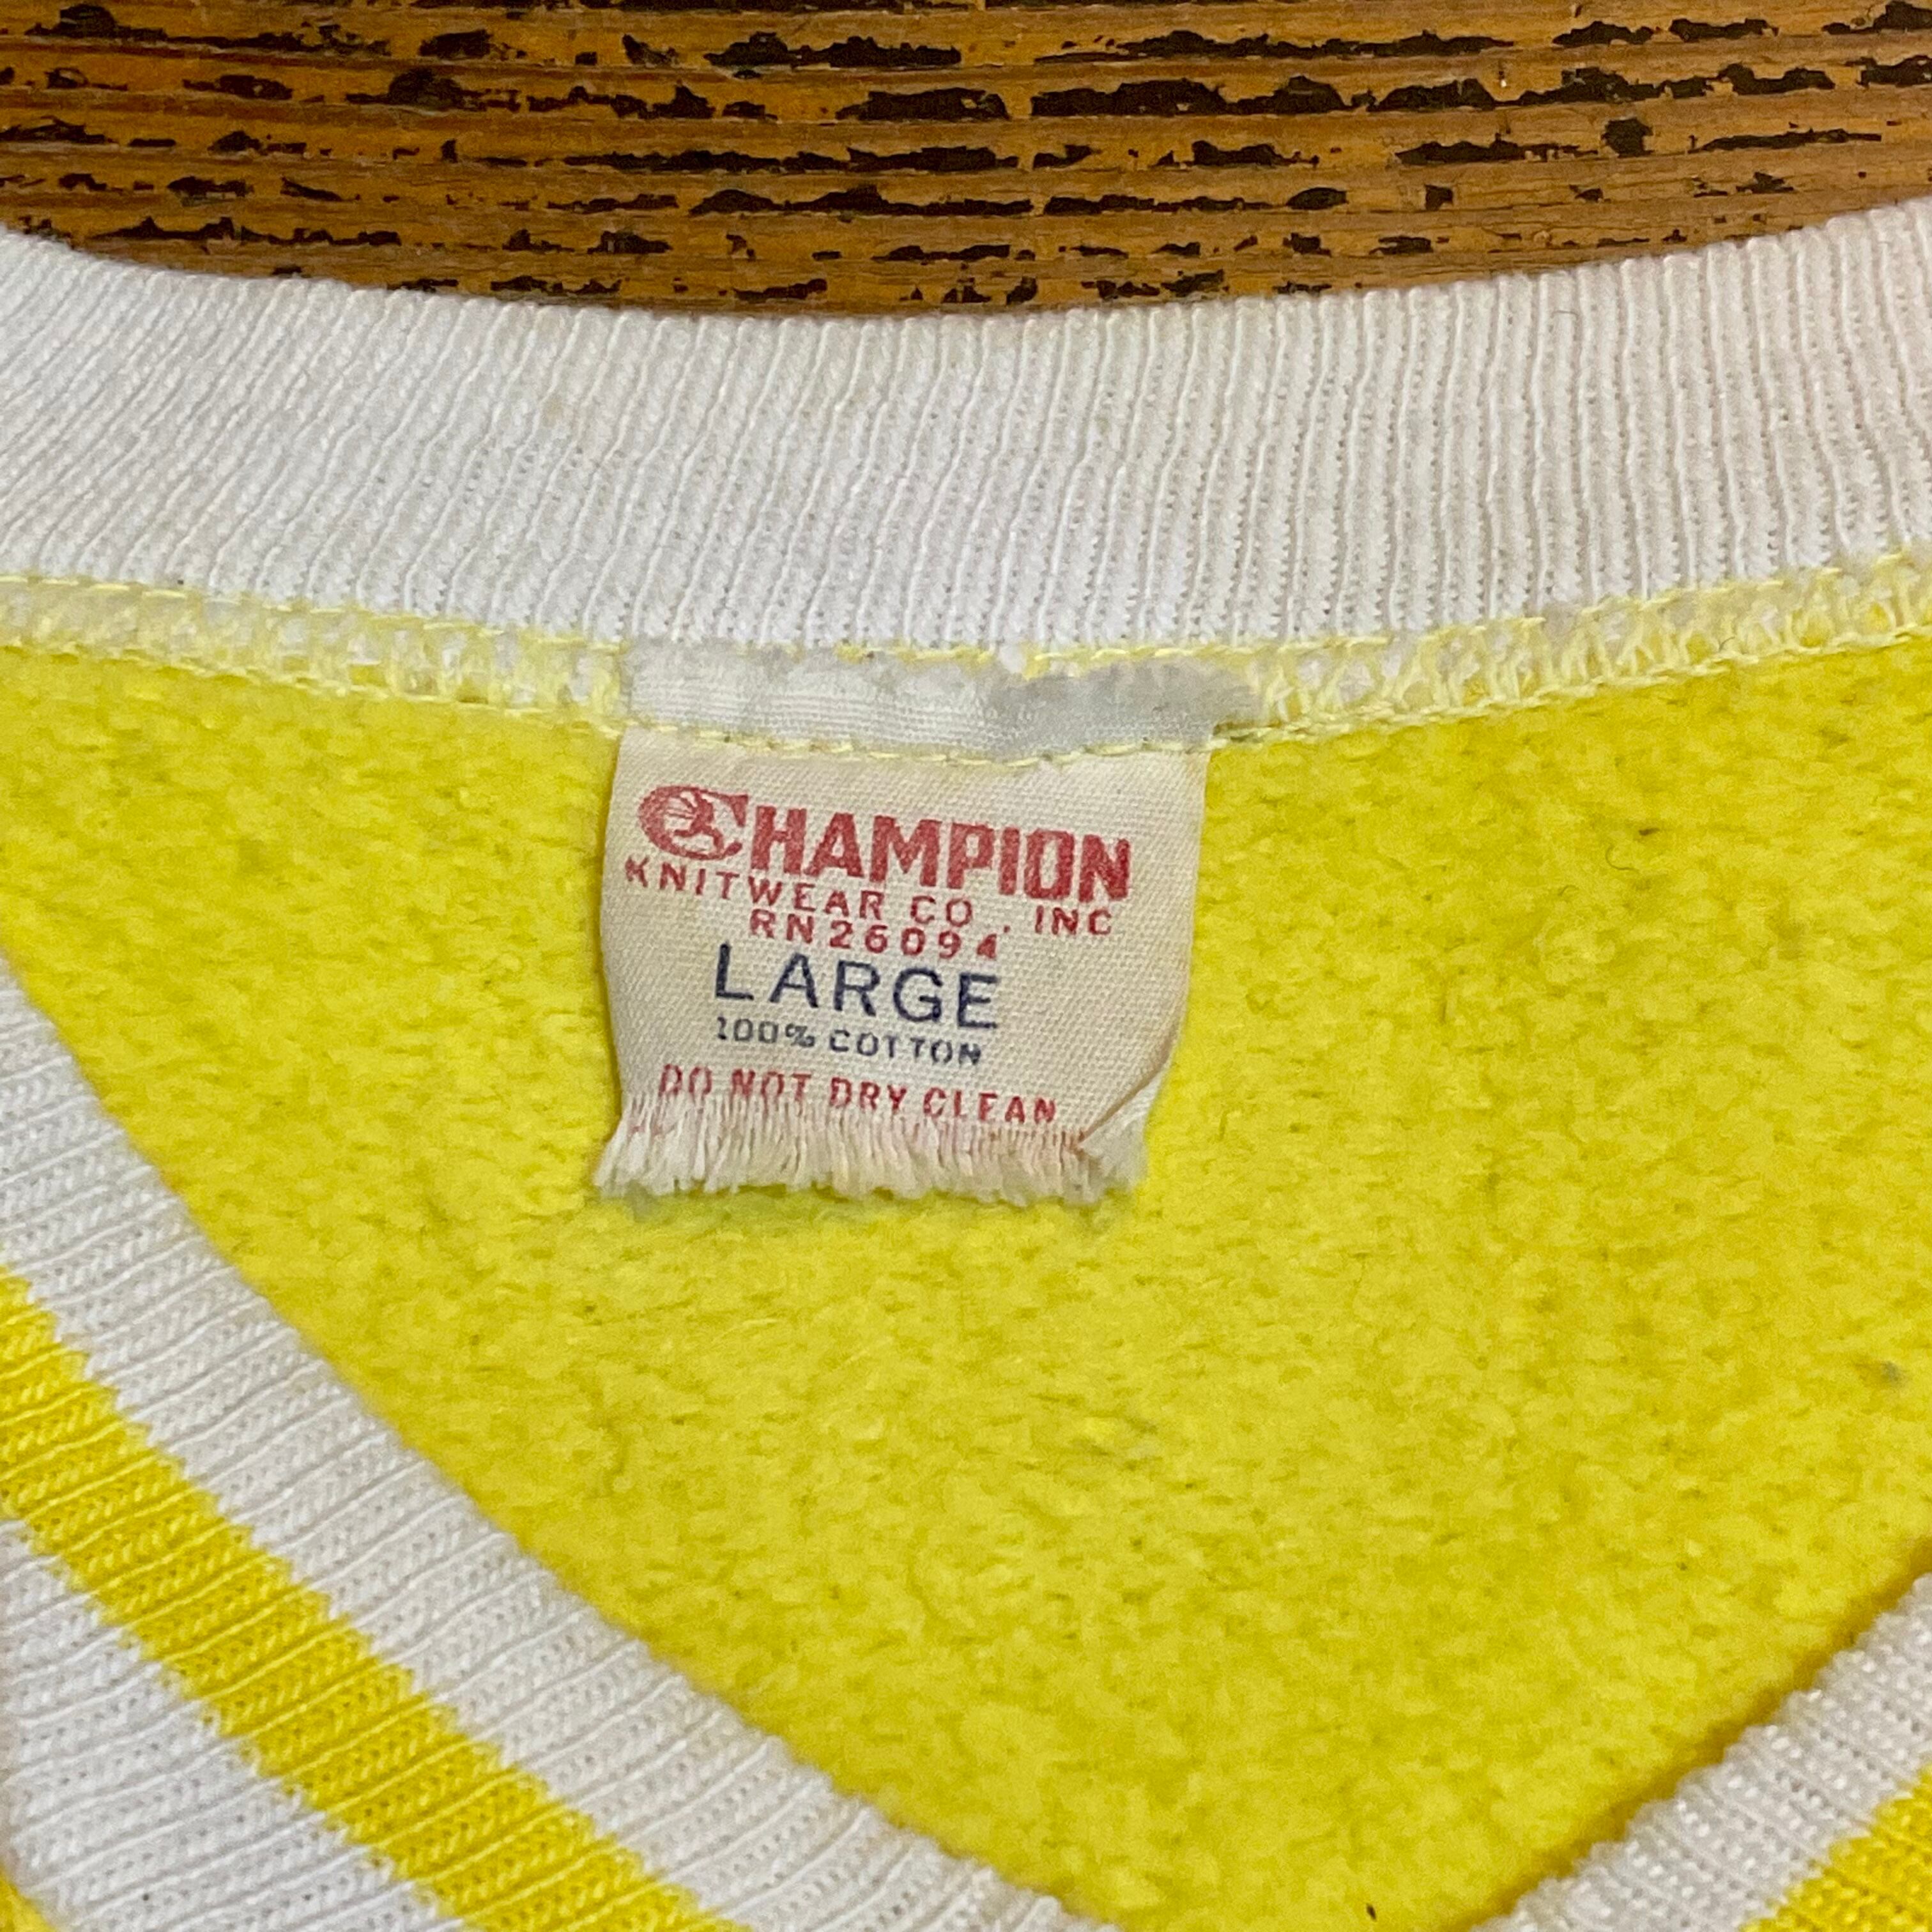 CHAMPION
KNITWEAR CO., INC
RN26094
LARGE
100% COTTON
DO NOT DRY CLEAN